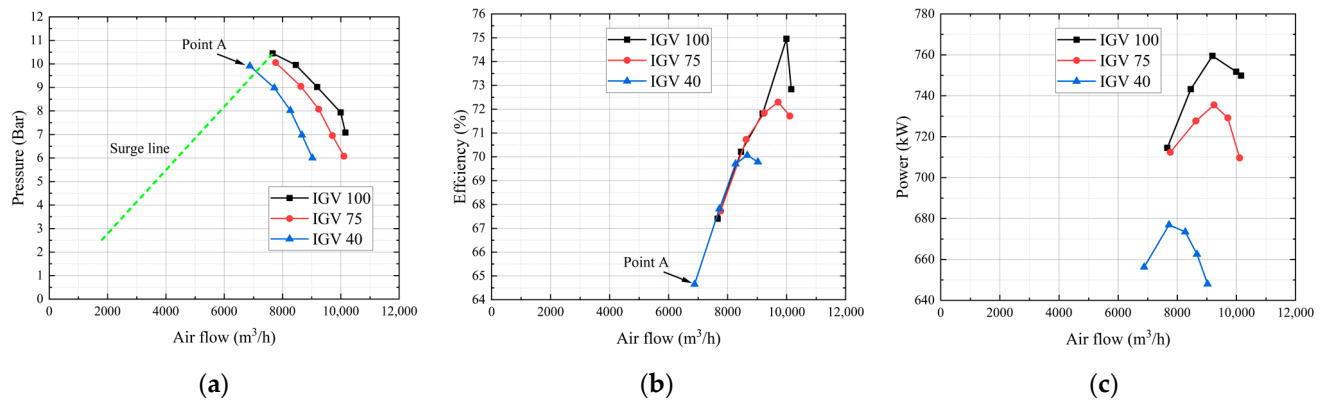 12
11
10
9
8
7
6
5
4
3
2
1
0
Pressure (Bar)
Point A
Surge line
IGV 100
IGV 75
IGV 40
0
2000
4000
6000
8000
10,000
12,000
Air flow (m³/h)
(a)
76
75
74
73
72
71
70
69
68
67
66
65
64
Effciency (%)
IGV 100
IGV 75
IGV 40
Point A
0
2000
4000
6000
8000
10,000
12,000
Air flow (m³/h)
(b)
780
760
740
720
700
680
660
640
Power (kW)
IGV 100
IGV 75
IGV 40
0
2000
4000
6000
8000
10,000
12,000
Air flow (m³/h)
(c)